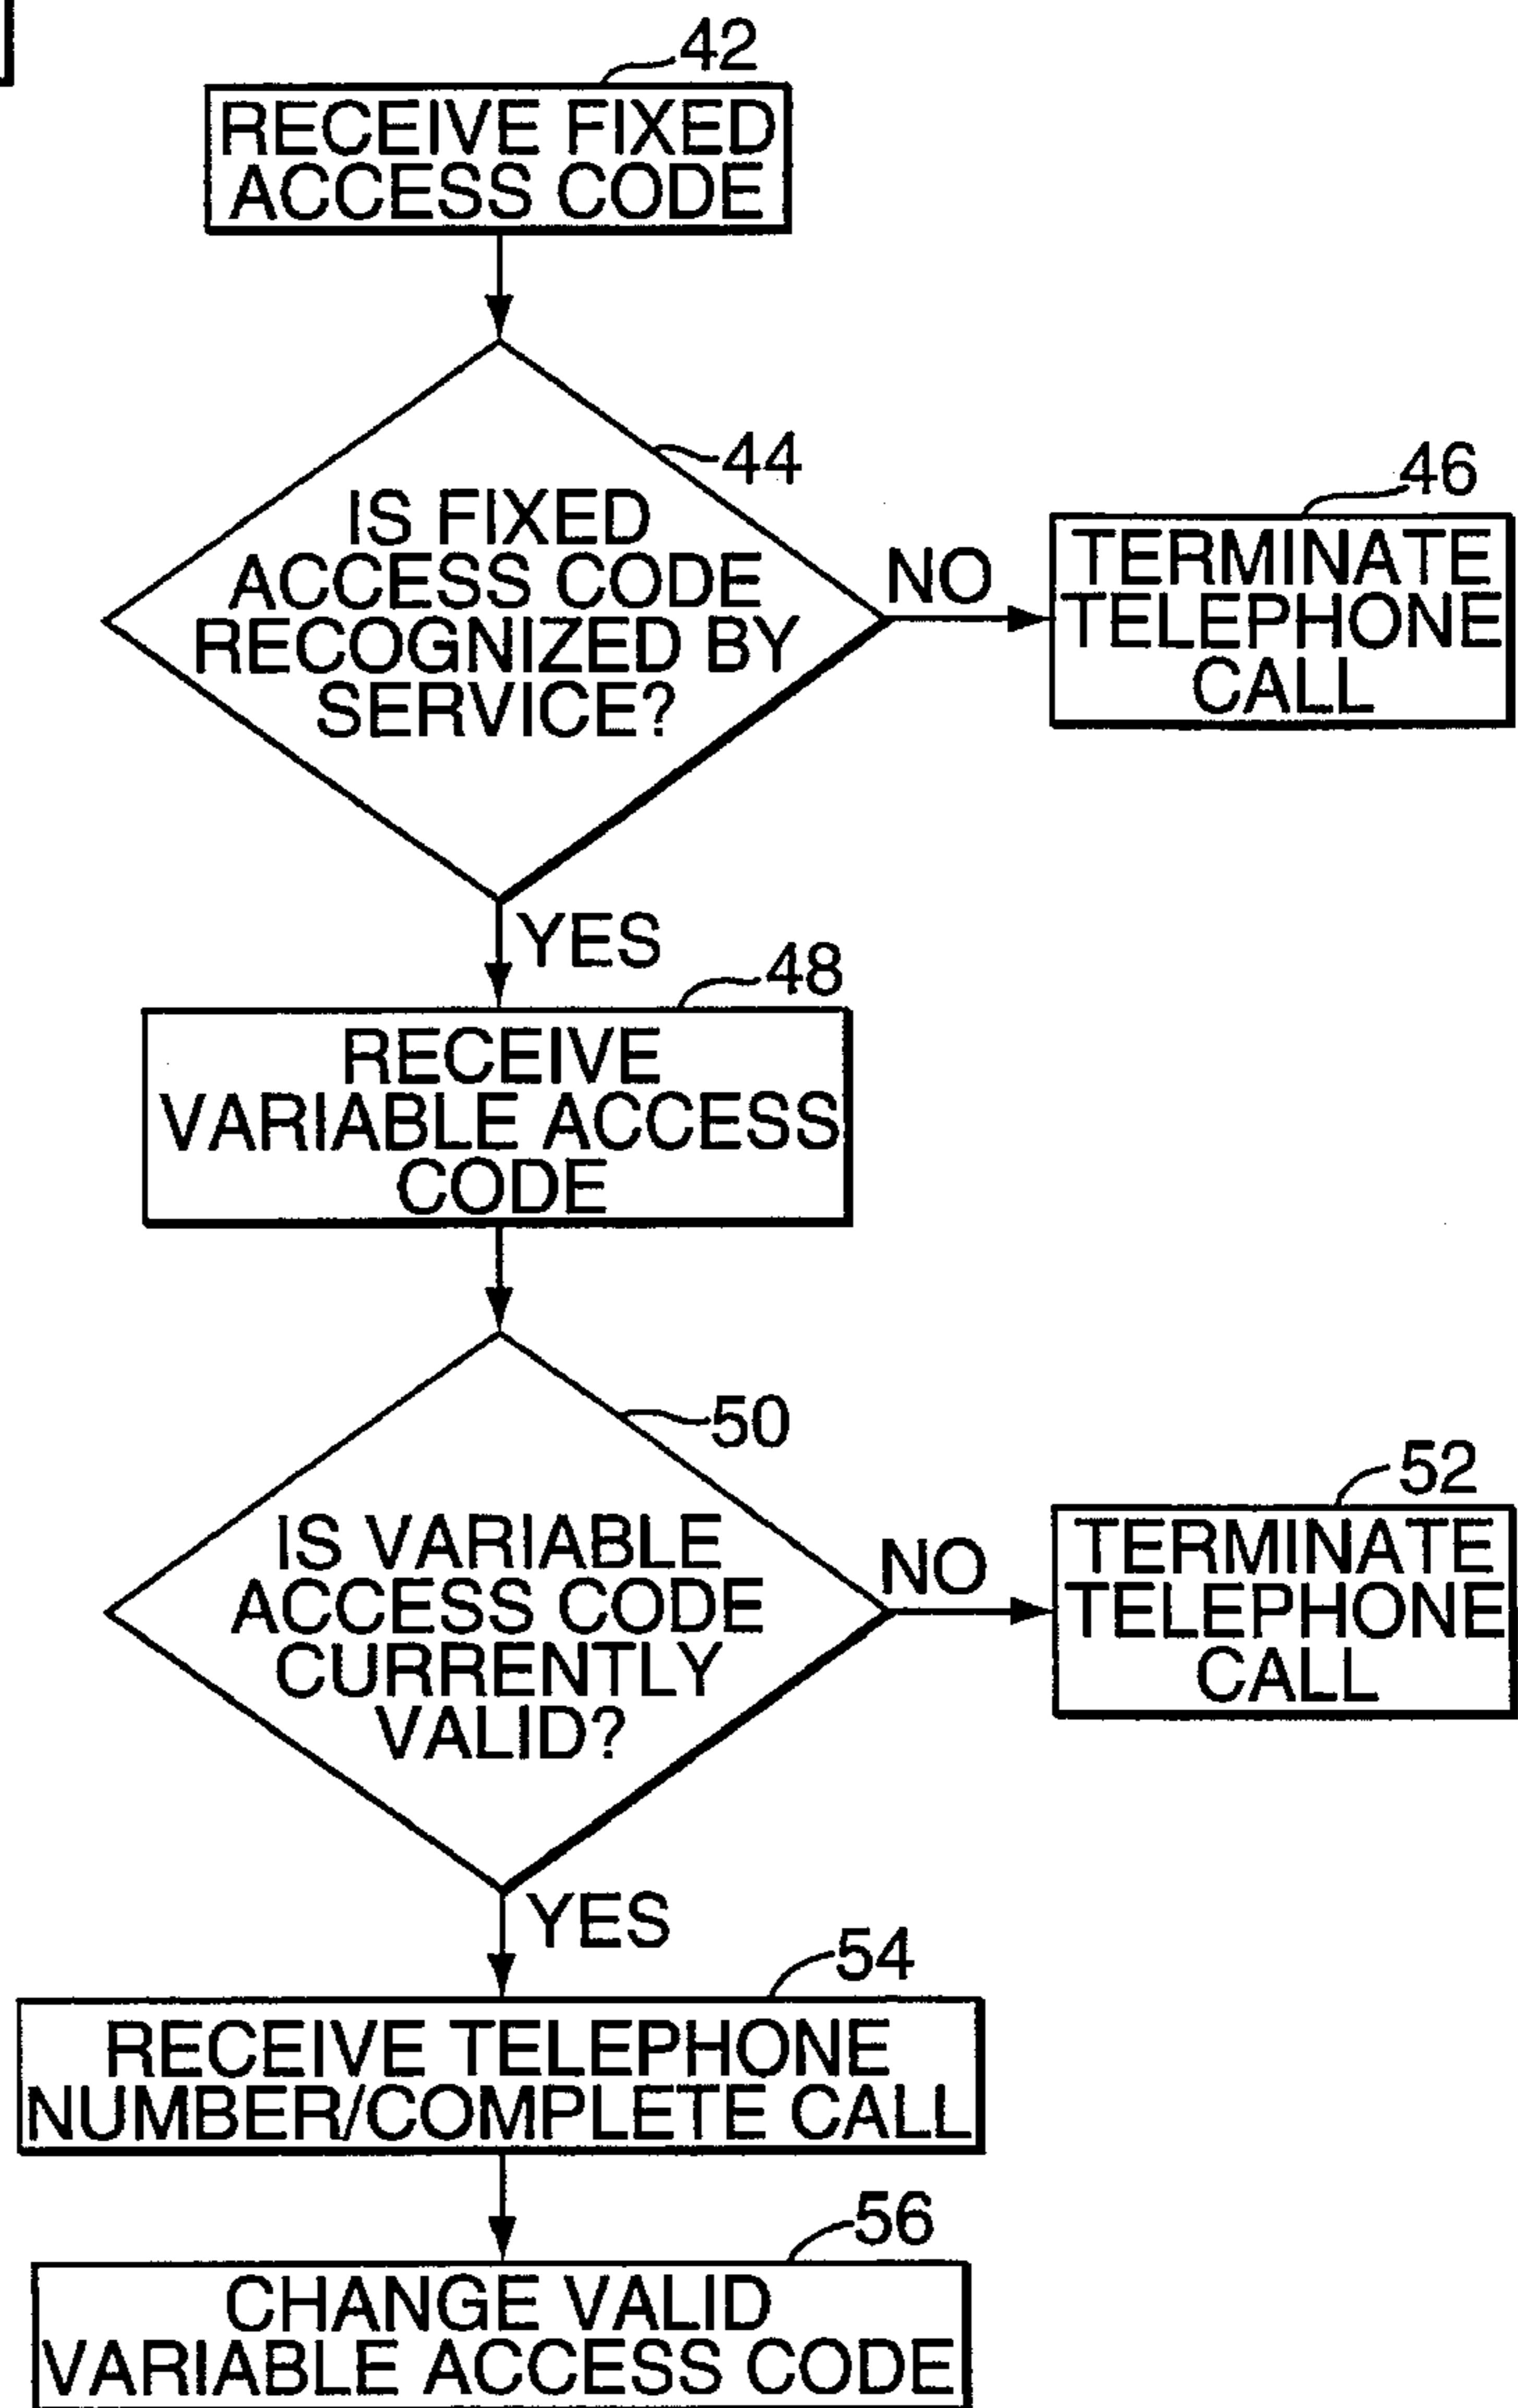 42
RECEIVE FIXED
ACCESS CODE
44
IS FIXED
ACCESS CODE
RECOGNIZED BY
SERVICE?
NO
46
TERMINATE
TELEPHONE
CALL
YES
48
RECEIVE
VARIABLE ACCESS
CODE
50
IS VARIABLE
ACCESS CODE
CURRENTLY
VALID?
NO
52
TERMINATE
TELEPHONE
CALL
YES
54
RECEIVE TELEPHONE
NUMBER/COMPLETE CALL
56
CHANGE VALID
VARIABLE ACCESS CODE